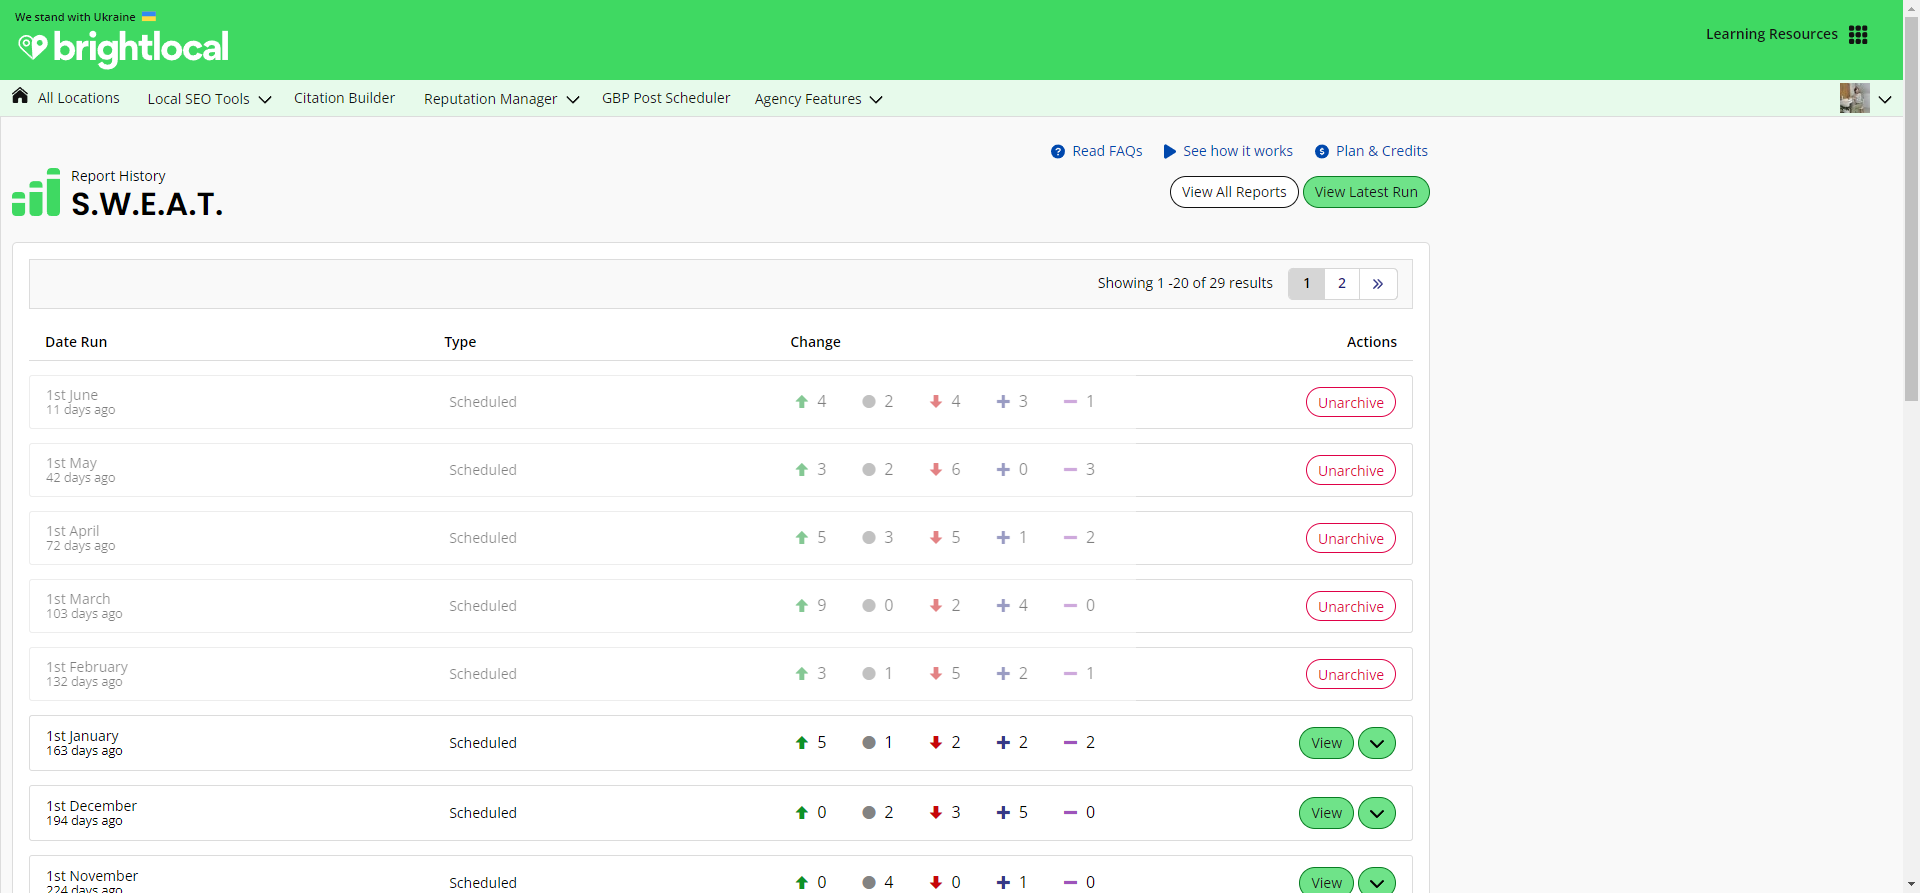 We stand with Ukraine
brightlocal
Learning Resources
All Locations Local SEO Tools Citation Builder Reputation Manager GBP Post Scheduler Agency Features
Read FAQs See how it works Plan & Credits
Report History
S.W.E.A.T.
View All Reports View Latest Run
Showing 1 -20 of 29 results 1 2 »
Date Run Type Change Actions
1st June
11 days ago
Scheduled 4 2 4 3 1 Unarchive
1st May
42 days ago
Scheduled 3 2 6 0 3 Unarchive
1st April
72 days ago
Scheduled 5 3 5 1 2 Unarchive
1st March
103 days ago
Scheduled 9 0 2 4 0 Unarchive
1st February
132 days ago
Scheduled 3 1 5 2 1 Unarchive
1st January
163 days ago
Scheduled 5 1 2 2 2 View
1st December
194 days ago
Scheduled 0 2 3 5 0 View
1st November
224 days ago
Scheduled 0 4 0 1 0 View